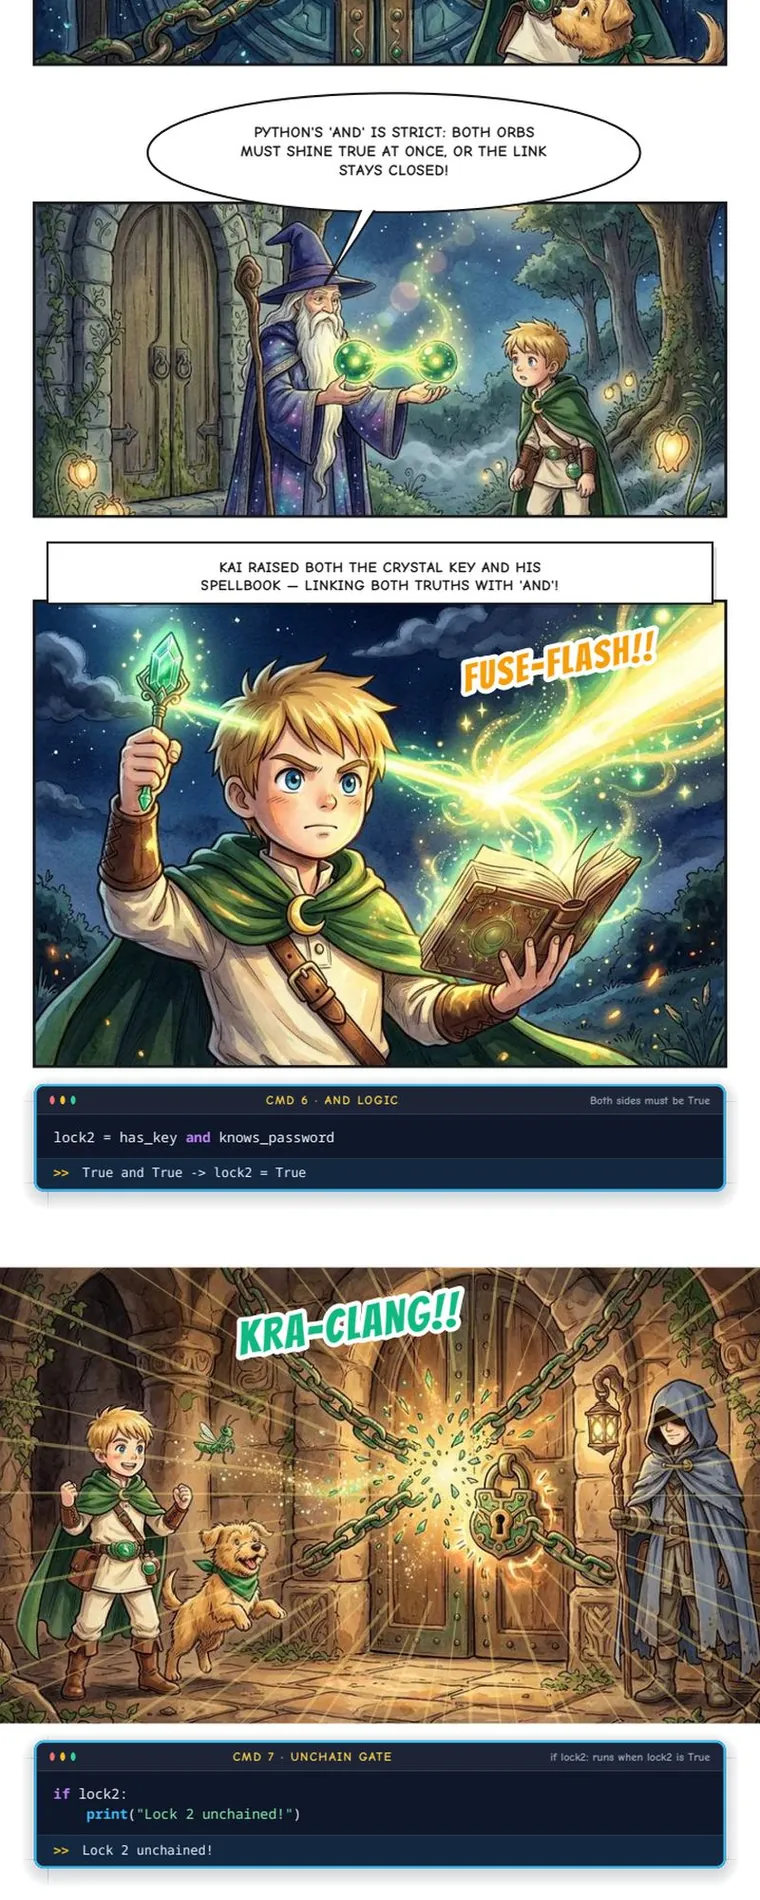 PYTHON'S 'AND' IS STRICT: BOTH ORBS
MUST SHINE TRUE AT ONCE, OR THE LINK
STAYS CLOSED!
KAI RAISED BOTH THE CRYSTAL KEY AND HIS
SPELLBOOK — LINKING BOTH TRUTHS WITH 'AND'!
FUSE-FLASH!!
CMD 6 · AND LOGIC
Both sides must be True
lock2 = has_key and knows_password
>> True and True -> lock2 = True
KRA-CLANG!!
CMD 7 · UNCHAIN GATE
if lock2: runs when lock2 is True
if lock2:
    print("Lock 2 unchained!")
>> Lock 2 unchained!